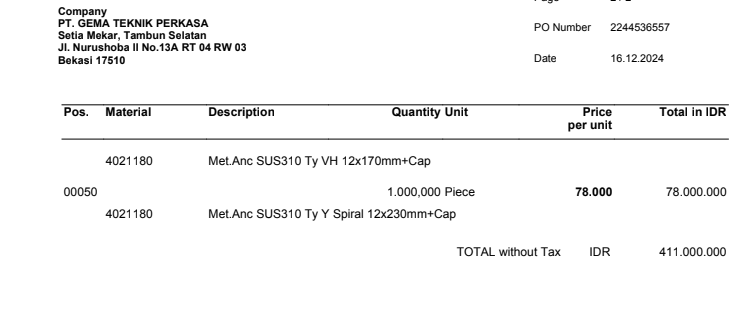 Company
PT. GEMA TEKNIK PERKASA
Setia Mekar, Tambun Selatan
Jl. Nurushoba II No.13A RT 04 RW 03
Bekasi 17510
PO Number 2244536557
Date 16.12.2024
Pos. Material Description Quantity Unit Price per unit Total in IDR
4021180 Met.Anc SUS310 Ty VH 12x170mm+Cap
00050 1.000,000 Piece 78.000 78.000.000
4021180 Met.Anc SUS310 Ty Y Spiral 12x230mm+Cap
TOTAL without Tax IDR 411.000.000